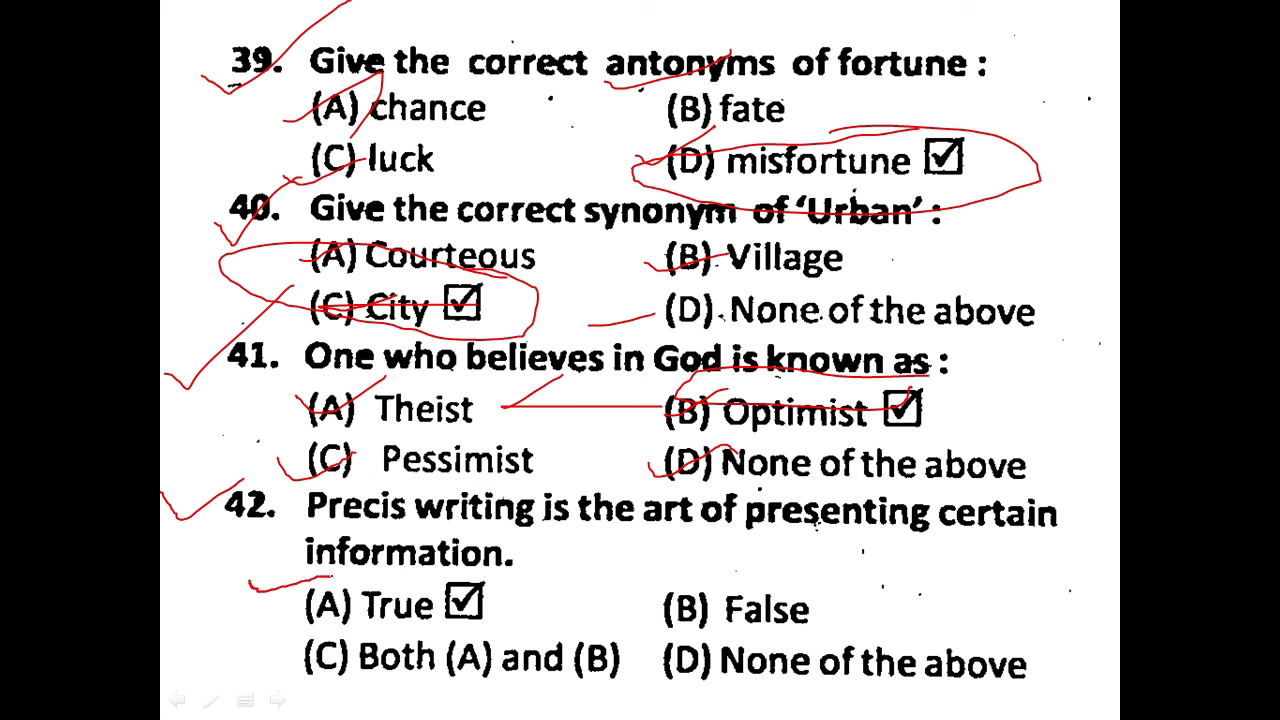 39. Give the correct antonyms of fortune :
(A) chance (B) fate
(C) luck (D) misfortune ☑
40. Give the correct synonym of ‘Urban’ :
(A) Courteous (B) Village
(C) City ☑ (D) None of the above
41. One who believes in God is known as :
(A) Theist (B) Optimist ☑
(C) Pessimist (D) None of the above
42. Precis writing is the art of presenting certain
information.
(A) True ☑ (B) False
(C) Both (A) and (B) (D) None of the above